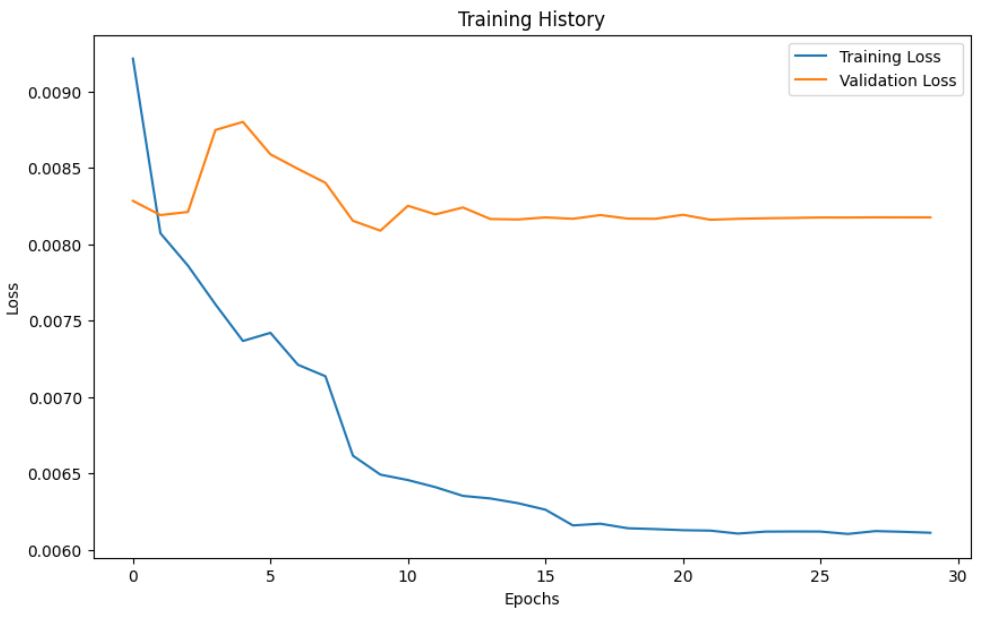 Training History
Training Loss
Validation Loss
0.0090
0.0085
0.0080
0.0075
0.0070
0.0065
0.0060
Loss
0 5 10 15 20 25 30
Epochs